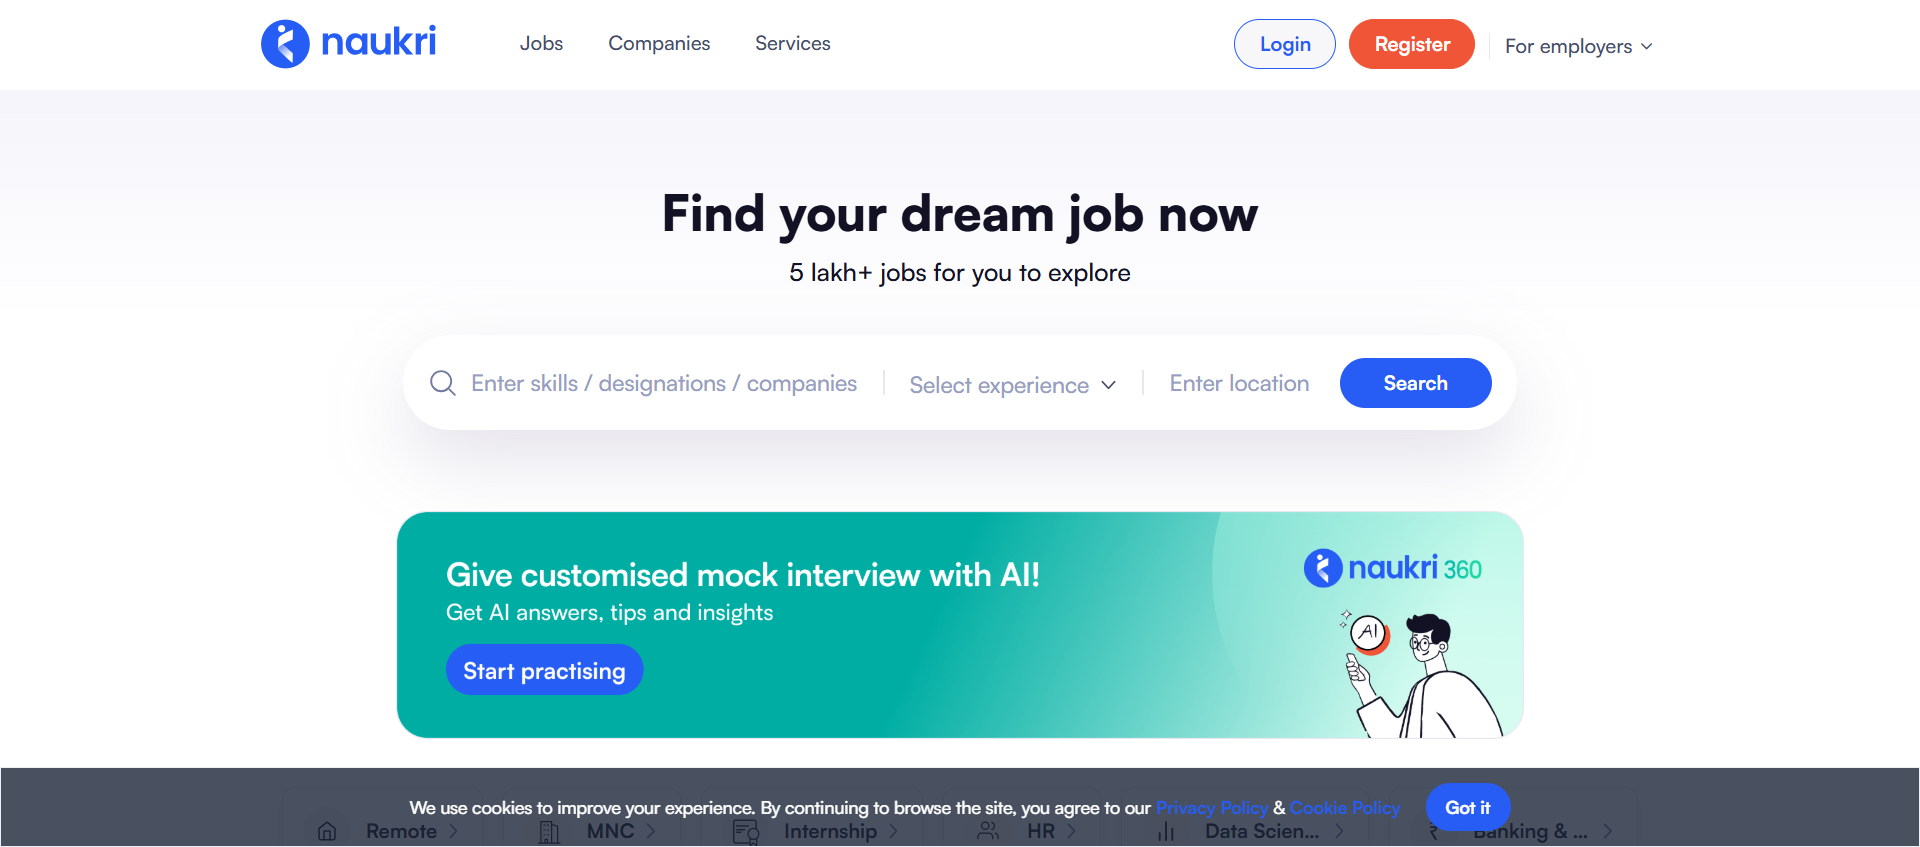 naukri
Jobs
Companies
Services
Login
Register
For employers
Find your dream job now
5 lakh+ jobs for you to explore
Enter skills / designations / companies
Select experience
Enter location
Search
Give customised mock interview with AI!
Get AI answers, tips and insights
Start practising
naukri 360
AI
We use cookies to improve your experience. By continuing to browse the site, you agree to our Privacy Policy & Cookie Policy
Got it
Remote
MNC
Internship
HR
Data Scien...
Banking & ...